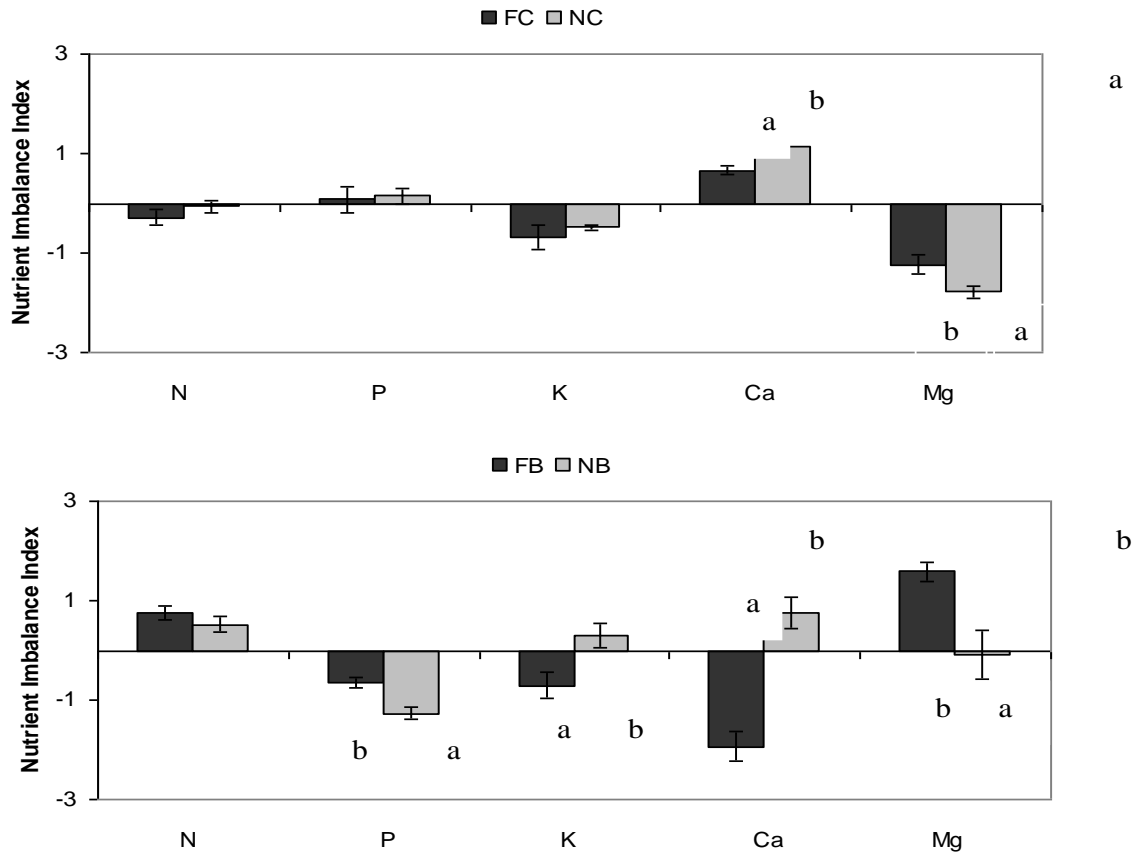 FC NC
Nutrient Imbalance Index
3
1
-1
-3
a
a b
b a
N P K Ca Mg
FB NB
Nutrient Imbalance Index
3
1
-1
-3
b
b
a
b a
a b
b a
N P K Ca Mg